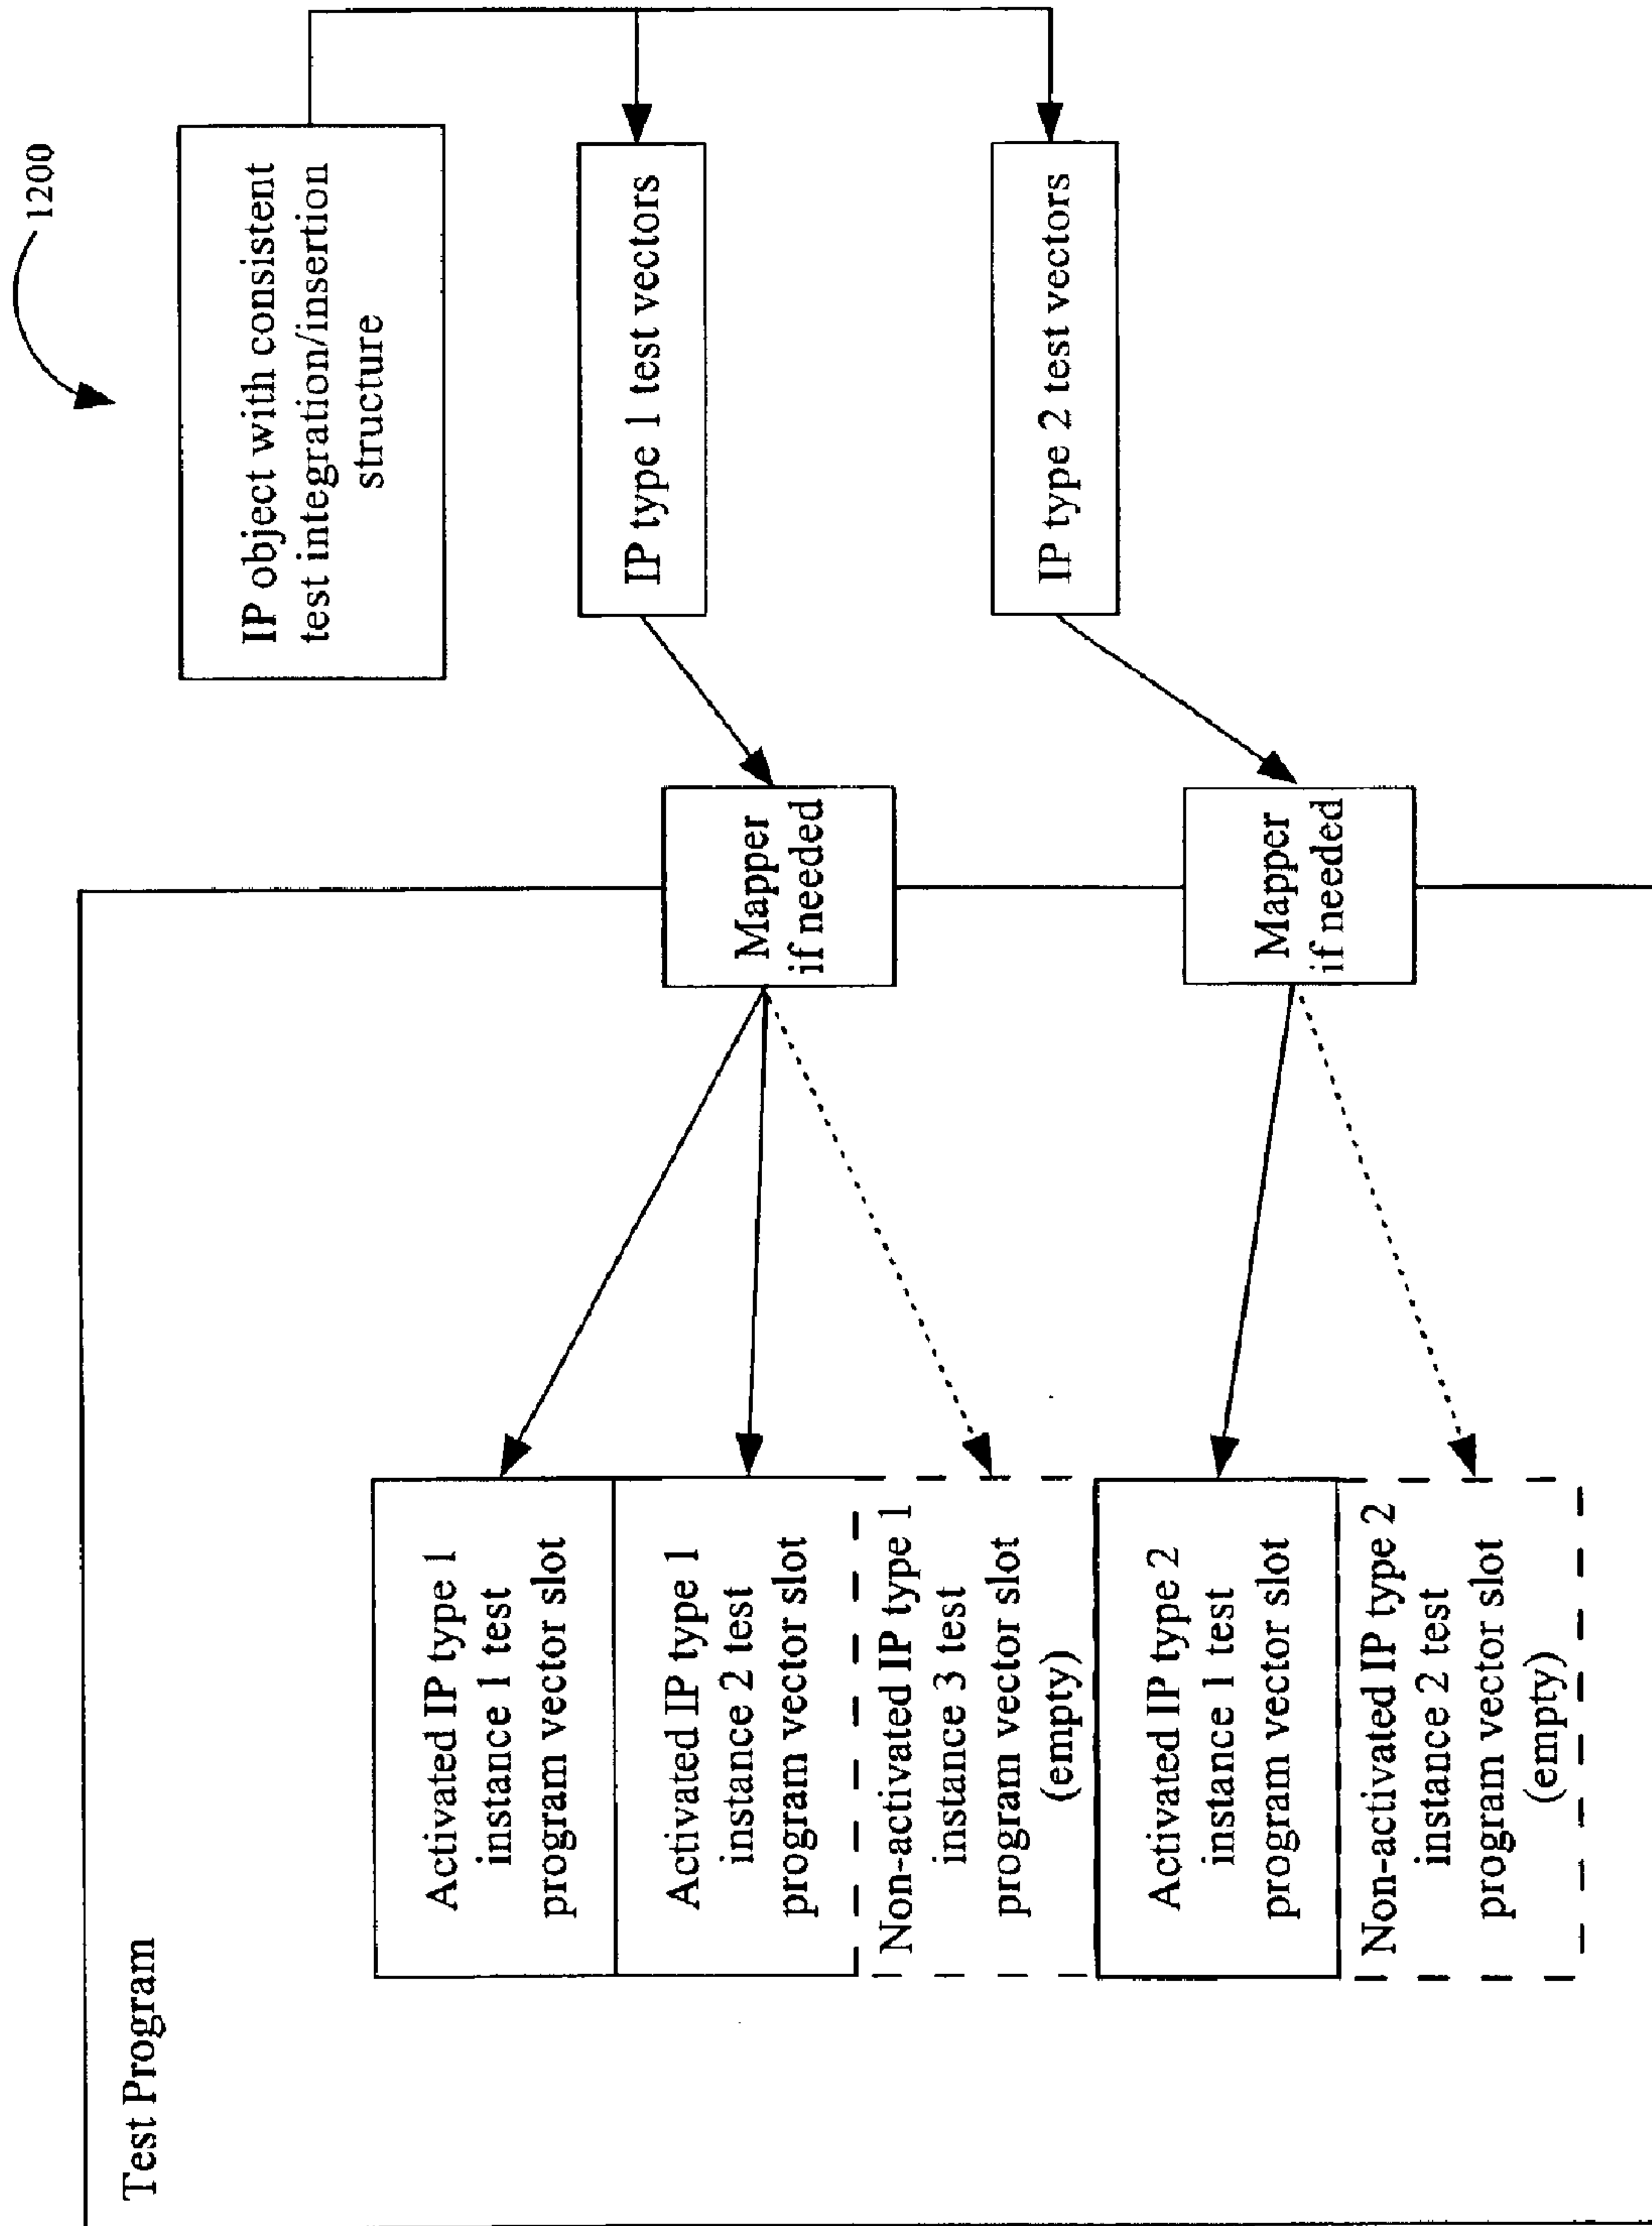 1200
Test Program
IP object with consistent
test integration/insertion
structure
IP type 1 test vectors
IP type 2 test vectors
Mapper
if needed
Mapper
if needed
Activated IP type 1
instance 1 test
program vector slot
Activated IP type 1
instance 2 test
program vector slot
Non-activated IP type 1
instance 3 test
program vector slot
(empty)
Activated IP type 2
instance 1 test
program vector slot
Non-activated IP type 2
instance 2 test
program vector slot
(empty)